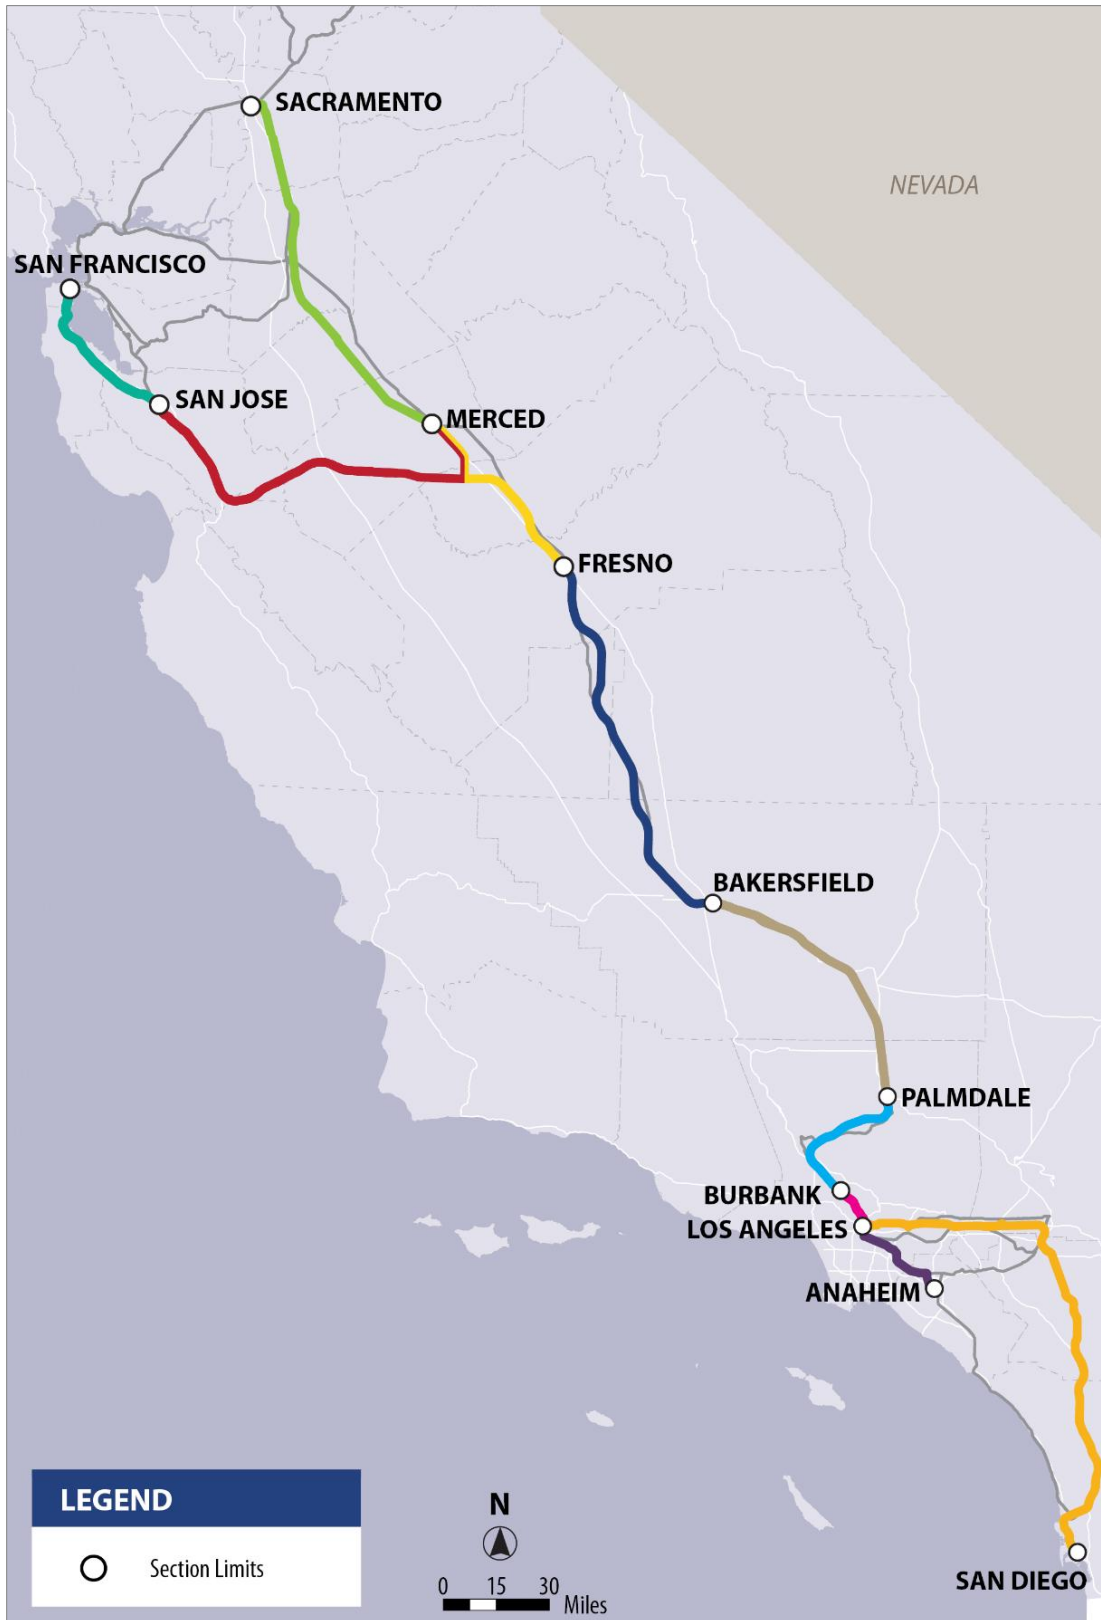 SACRAMENTO
NEVADA
SAN FRANCISCO
SAN JOSE
MERCED
FRESNO
BAKERSFIELD
PALMDALE
BURBANK
LOS ANGELES
ANAHEIM
LEGEND
Section Limits
N
0 15 30
Miles
SAN DIEGO